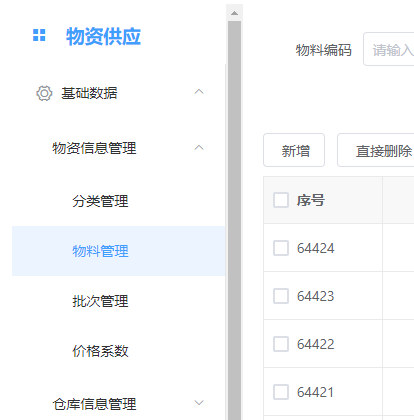 物资供应
基础数据
物资信息管理
分类管理
物料管理
批次管理
价格系数
仓库信息管理
物料编码 请输入
新增 直接删除
序号
64424
64423
64422
64421